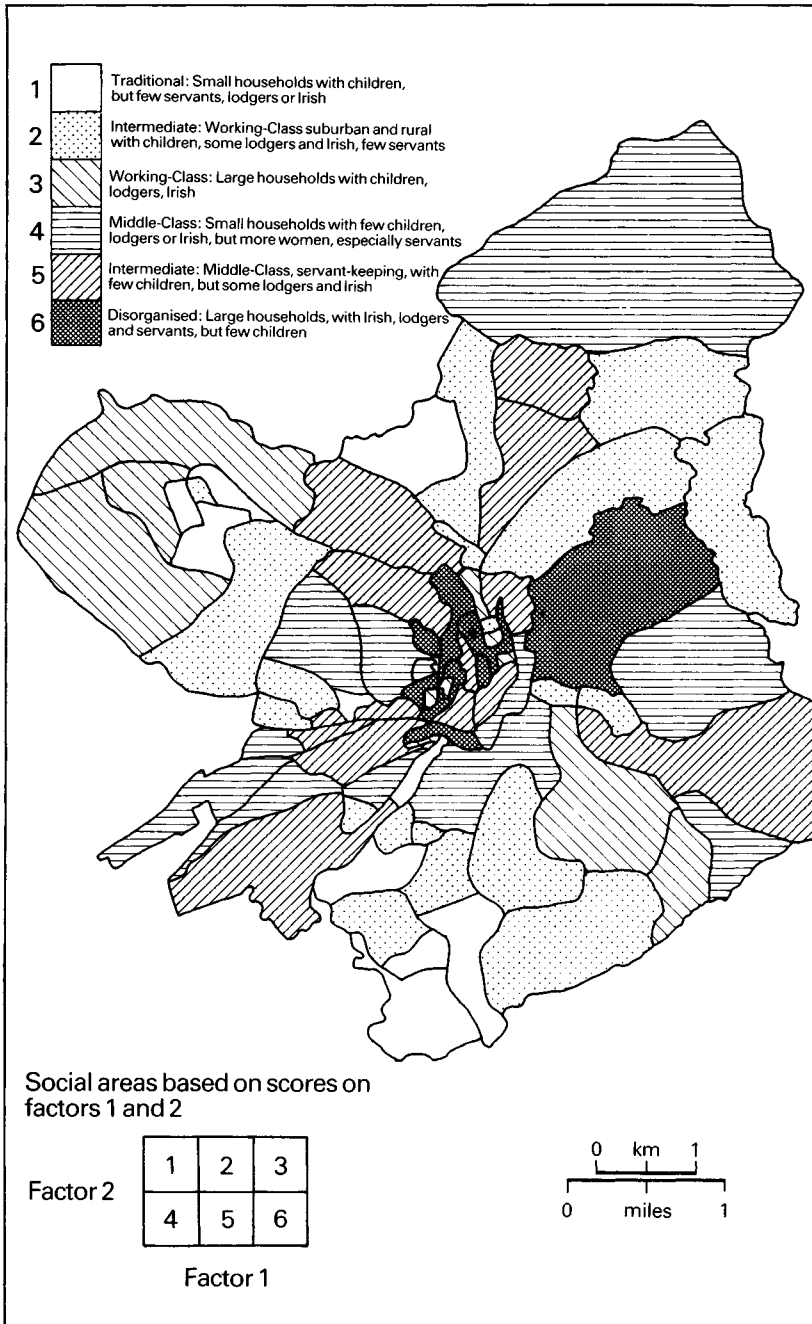 1 Traditional: Small households with children,
but few servants, lodgers or Irish
2 Intermediate: Working-Class suburban and rural
with children, some lodgers and Irish, few servants
3 Working-Class: Large households with children,
lodgers, Irish
4 Middle-Class: Small households with few children,
lodgers or Irish, but more women, especially servants
5 Intermediate: Middle-Class, servant-keeping, with
few children, but some lodgers and Irish
6 Disorganised: Large households, with Irish, lodgers
and servants, but few children
Social areas based on scores on
factors 1 and 2
1 2 3
Factor 2
4 5 6
Factor 1
0 km 1
0 miles 1